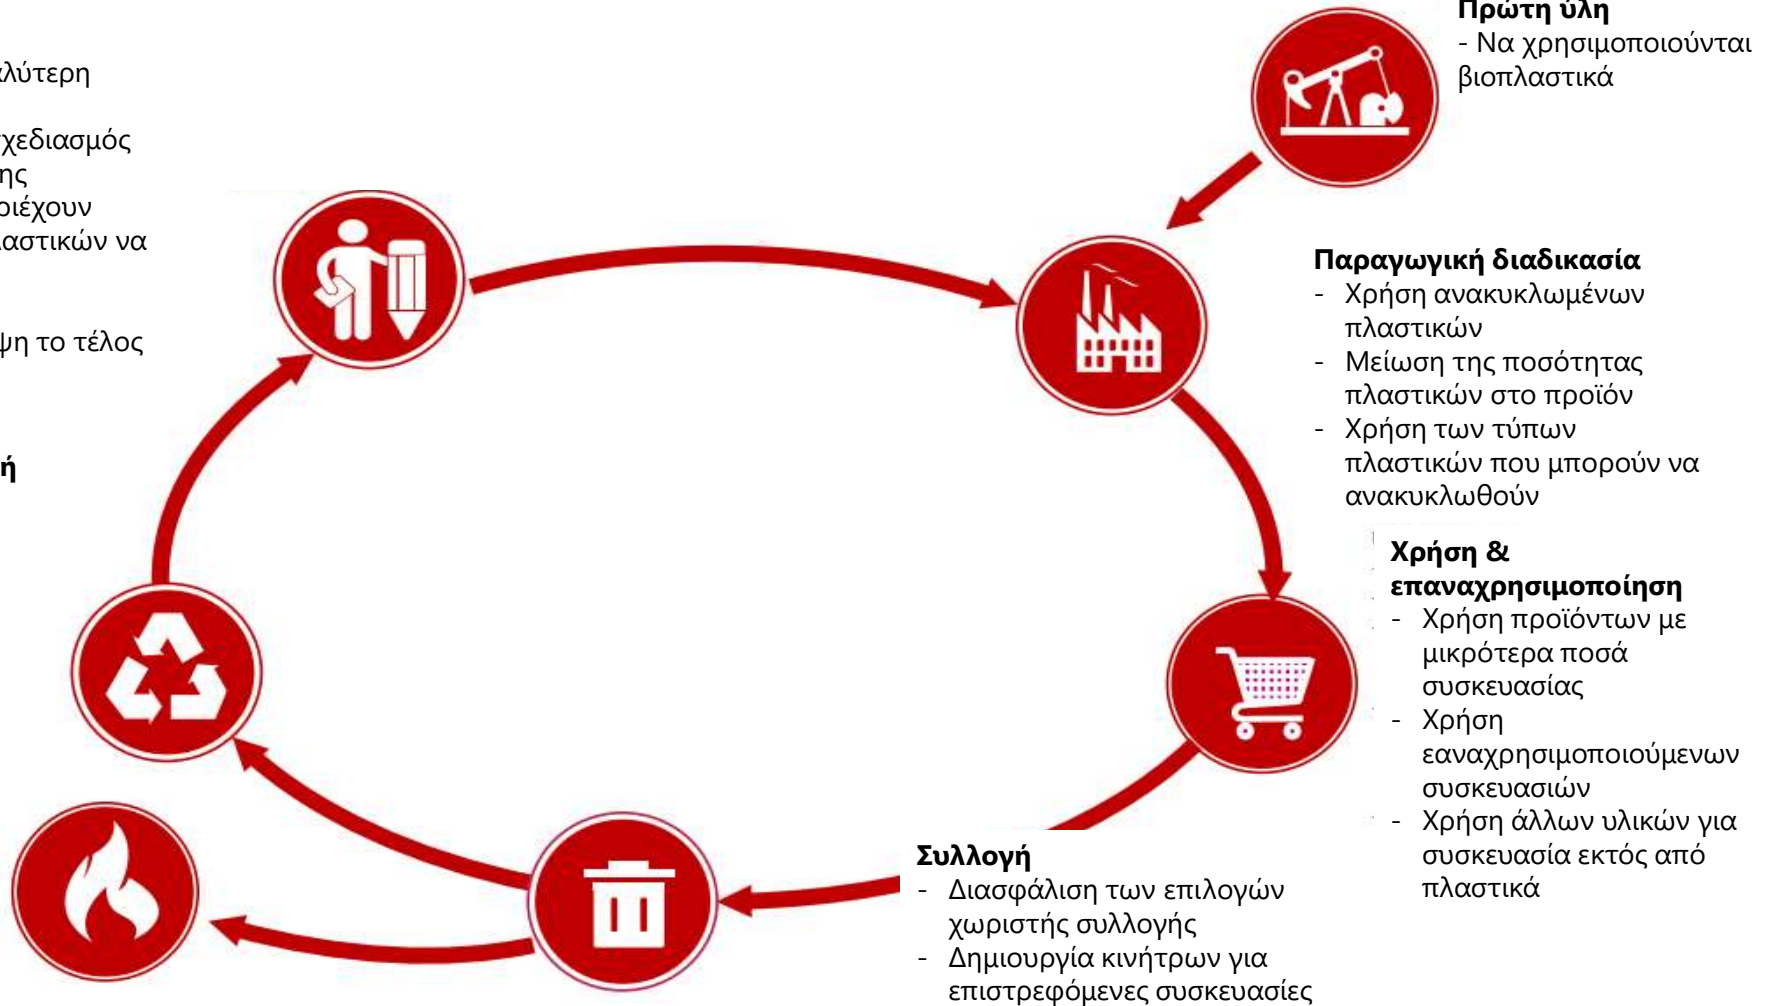 Πρώτη ύλη
- Να χρησιμοποιούνται
βιοπλαστικά
Παραγωγική διαδικασία
- Χρήση ανακυκλωμένων
πλαστικών
- Μείωση της ποσότητας
πλαστικών στο προϊόν
- Χρήση των τύπων
πλαστικών που μπορούν να
ανακυκλωθούν
Χρήση &
επαναχρησιμοποίηση
- Χρήση προϊόντων με
μικρότερα ποσά
συσκευασίας
- Χρήση
εαναχρησιμοποιούμενων
συσκευασιών
- Χρήση άλλων υλικών για
συσκευασία εκτός από
πλαστικά
Συλλογή
- Διασφάλιση των επιλογών
χωριστής συλλογής
- Δημιουργία κινήτρων για
επιστρεφόμενες συσκευασίες
λύτερη
χεδιασμός
ης
ριέχουν
λαστικών να
ψη το τέλος
ή